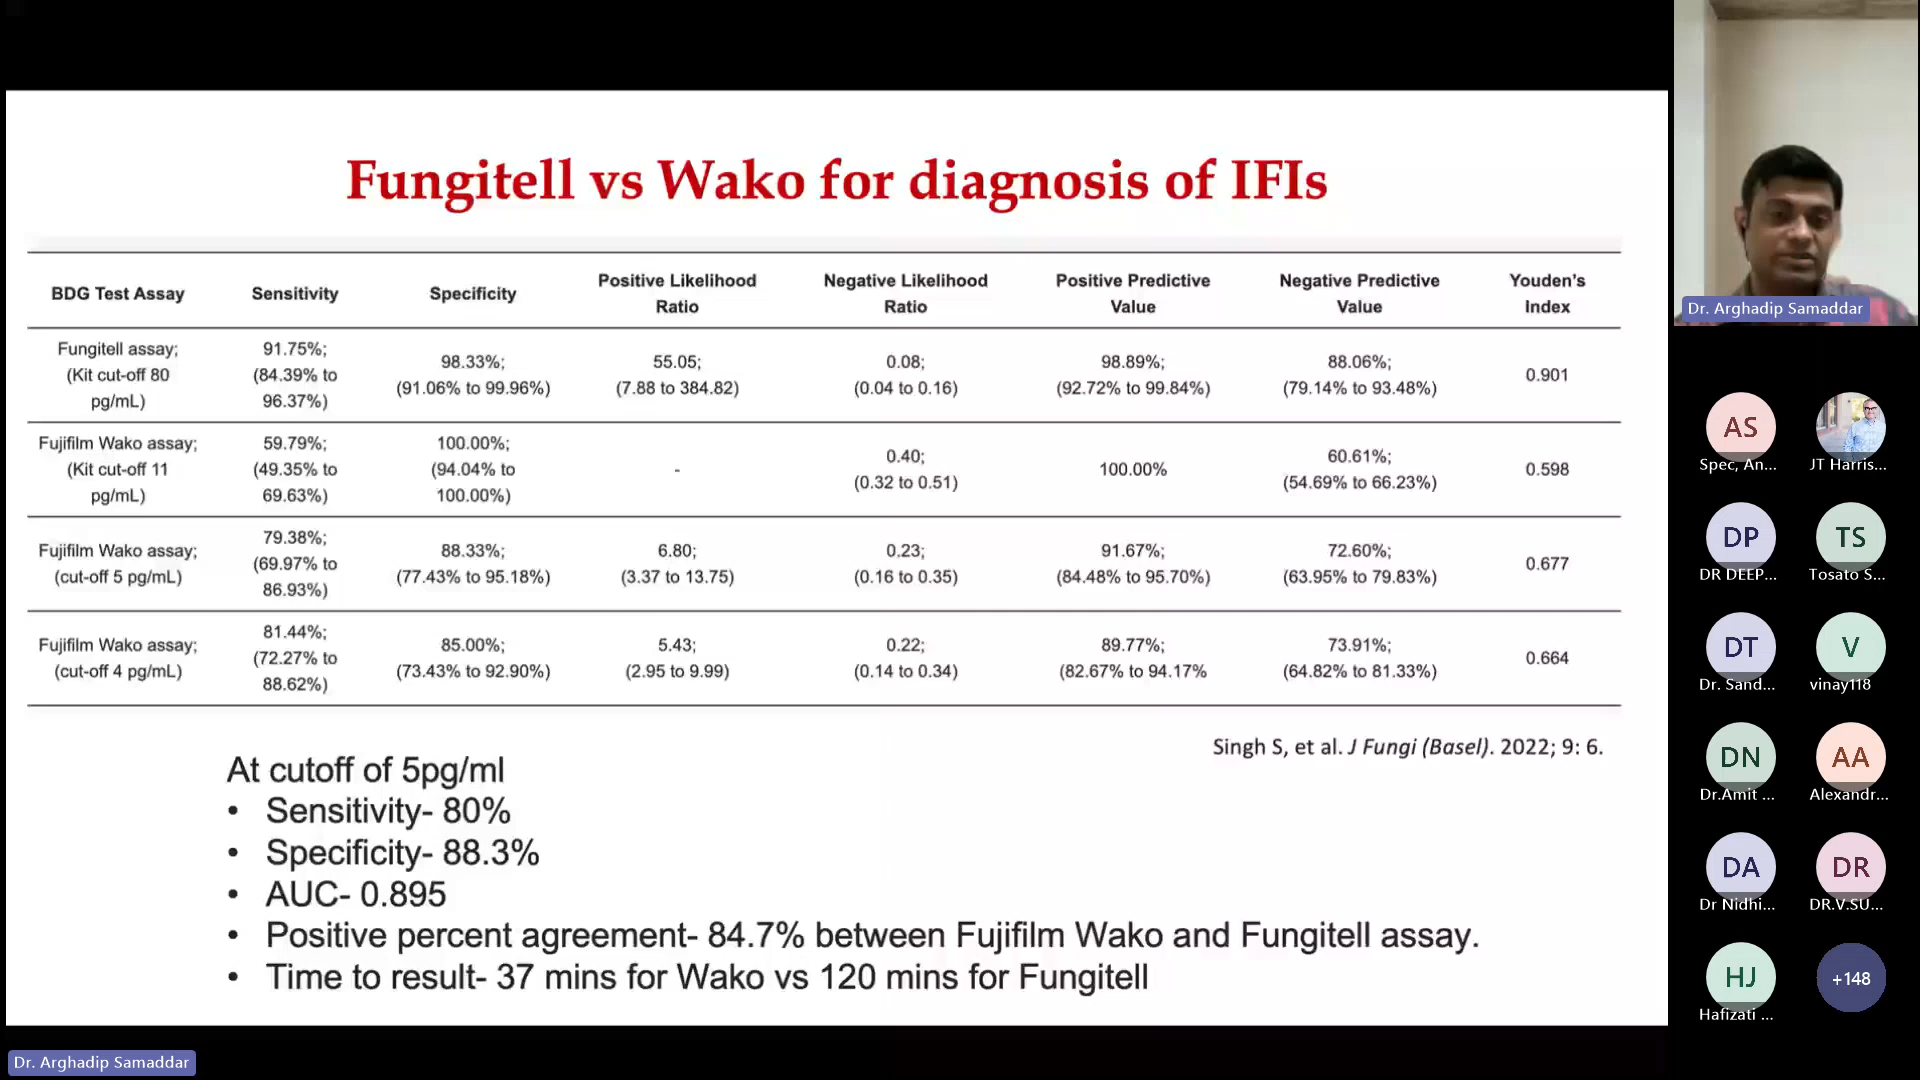 Fungitell vs Wako for diagnosis of IFIs
BDG Test Assay
Sensitivity
Specificity
Positive Likelihood
Ratio
Negative Likelihood
Ratio
Positive Predictive
Value
Negative Predictive
Value
Youden's
Index
Fungitell assay;
(Kit cut-off 80
pg/mL)
91.75%;
(84.39% to
96.37%)
98.33%;
(91.06% to 99.96%)
55.05;
(7.88 to 384.82)
0.08;
(0.04 to 0.16)
98.89%;
(92.72% to 99.84%)
88.06%;
(79.14% to 93.48%)
0.901
Fujifilm Wako assay;
(Kit cut-off 11
pg/mL)
59.79%;
(49.35% to
69.63%)
100.00%;
(94.04% to
100.00%)
-
0.40;
(0.32 to 0.51)
100.00%
60.61%;
(54.69% to 66.23%)
0.598
Fujifilm Wako assay;
(cut-off 5 pg/mL)
79.38%;
(69.97% to
86.93%)
88.33%;
(77.43% to 95.18%)
6.80;
(3.37 to 13.75)
0.23;
(0.16 to 0.35)
91.67%;
(84.48% to 95.70%)
72.60%;
(63.95% to 79.83%)
0.677
Fujifilm Wako assay;
(cut-off 4 pg/mL)
81.44%;
(72.27% to
88.62%)
85.00%;
(73.43% to 92.90%)
5.43;
(2.95 to 9.99)
0.22;
(0.14 to 0.34)
89.77%;
(82.67% to 94.17%
73.91%;
(64.82% to 81.33%)
0.664
Singh S, et al. J Fungi (Basel). 2022; 9: 6.
At cutoff of 5pg/ml
• Sensitivity- 80%
• Specificity- 88.3%
• AUC- 0.895
• Positive percent agreement- 84.7% between Fujifilm Wako and Fungitell assay.
• Time to result- 37 mins for Wako vs 120 mins for Fungitell
Dr. Arghadip Samaddar
Dr. Arghadip Samaddar
AS
Spec, An...
JT Harris...
DP
DR DEEP...
TS
Tosato S...
DT
Dr. Sand...
V
vinay118
DN
Dr.Amit ...
AA
Alexandr...
DA
Dr Nidhi...
DR
DR.V.SU...
HJ
Hafizati ...
+148